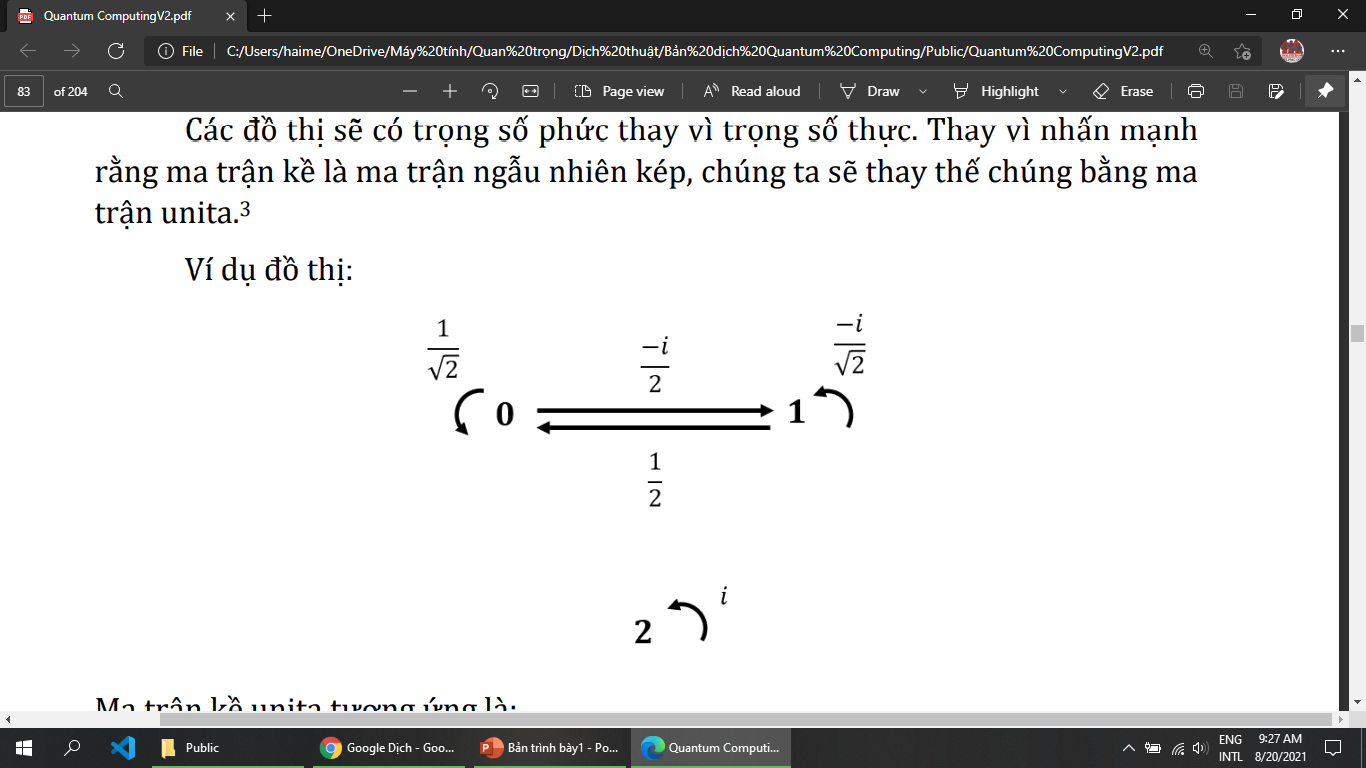 Quantum ComputingV2.pdf
File C:/Users/haime/OneDrive/Máy%20tính/Quan%20trọng/Dịch%20thuật/Bản%20dịch%20Quantum%20Computing/Public/Quantum%20ComputingV2.pdf
83 of 204 Page view Read aloud Draw Highlight Erase
Các đồ thị sẽ có trọng số phức thay vì trọng số thực. Thay vì nhấn mạnh
rằng ma trận kề là ma trận ngẫu nhiên kép, chúng ta sẽ thay thế chúng bằng ma
trận unita.³
Ví dụ đồ thị:
1/√2
−i/2
−i/√2
0
1
1/2
i
2
Ma trận kề unita tương ứng là:
Public Google Dịch - Goo... Bản trình bày1 - Po... Quantum Computi... ENG 9:27 AM
INTL 8/20/2021